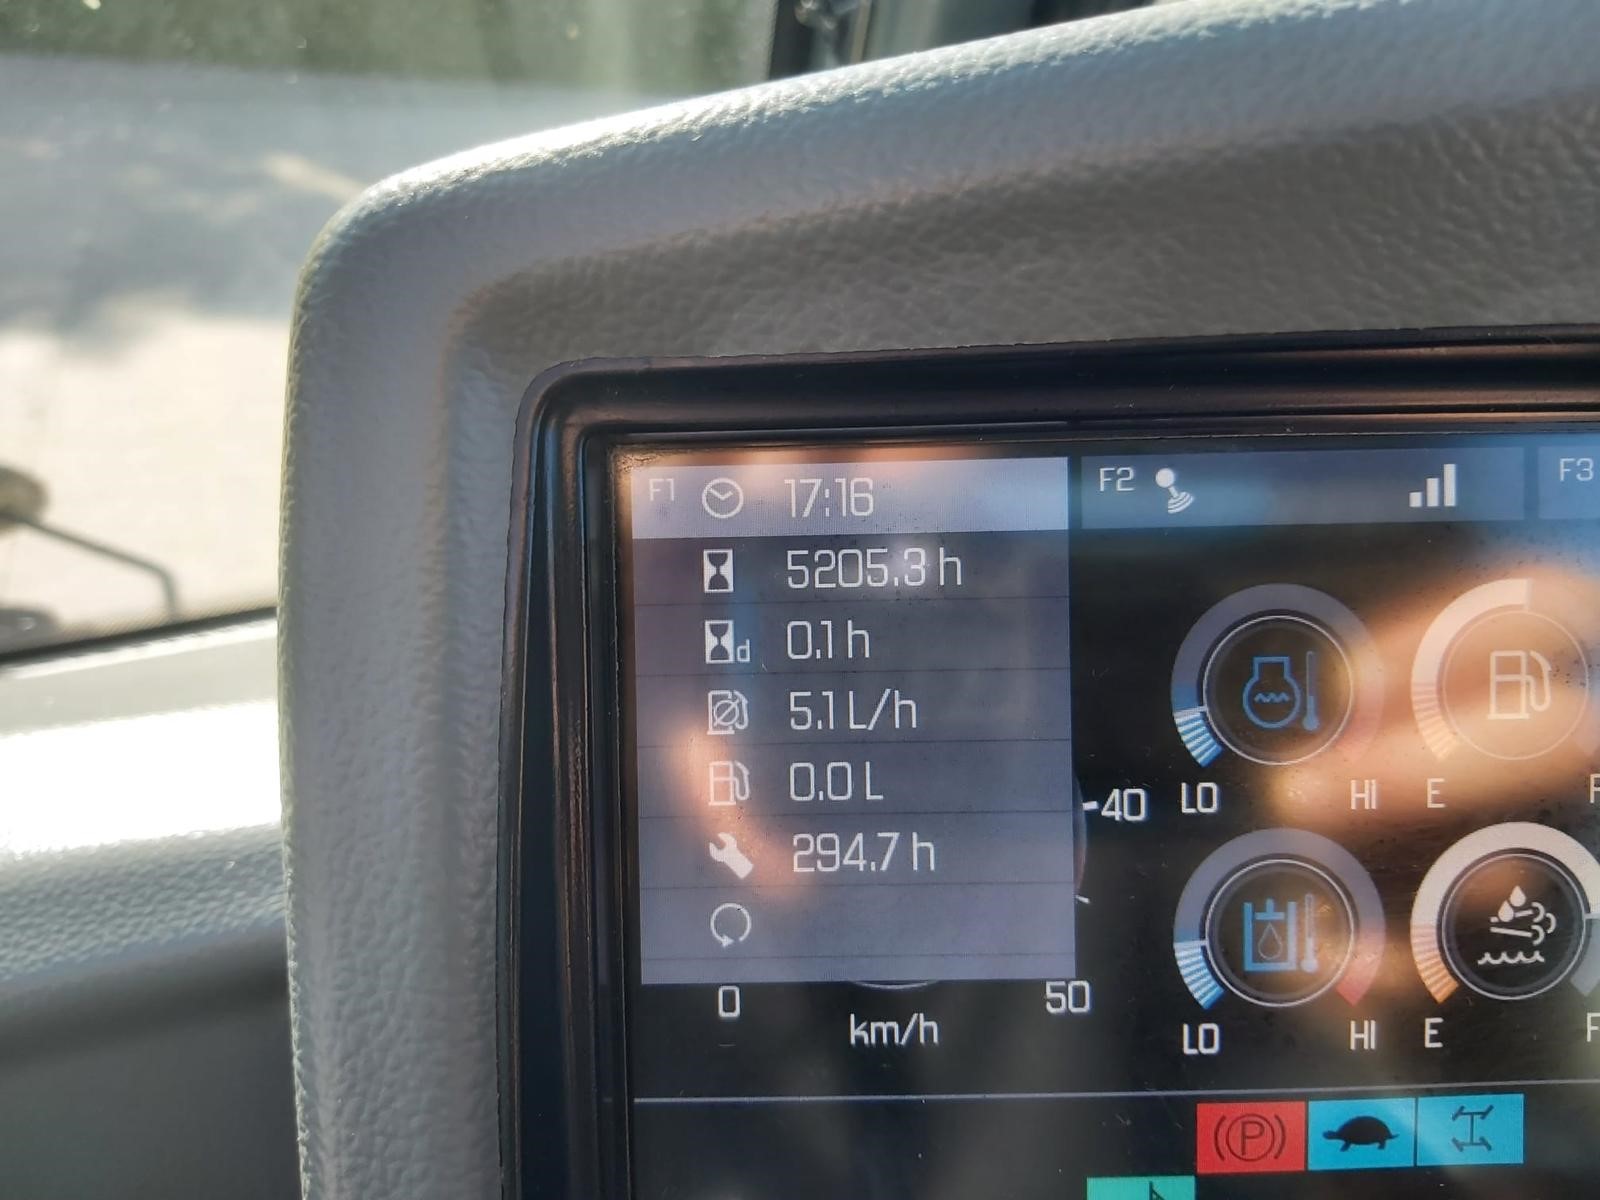 F1 17:16
F2
F3
5205.3 h
d 0.1 h
5.1 L/h
0.0 L
294.7 h
40
LO HI E F
0 50
km/h
LO HI E F
(P)